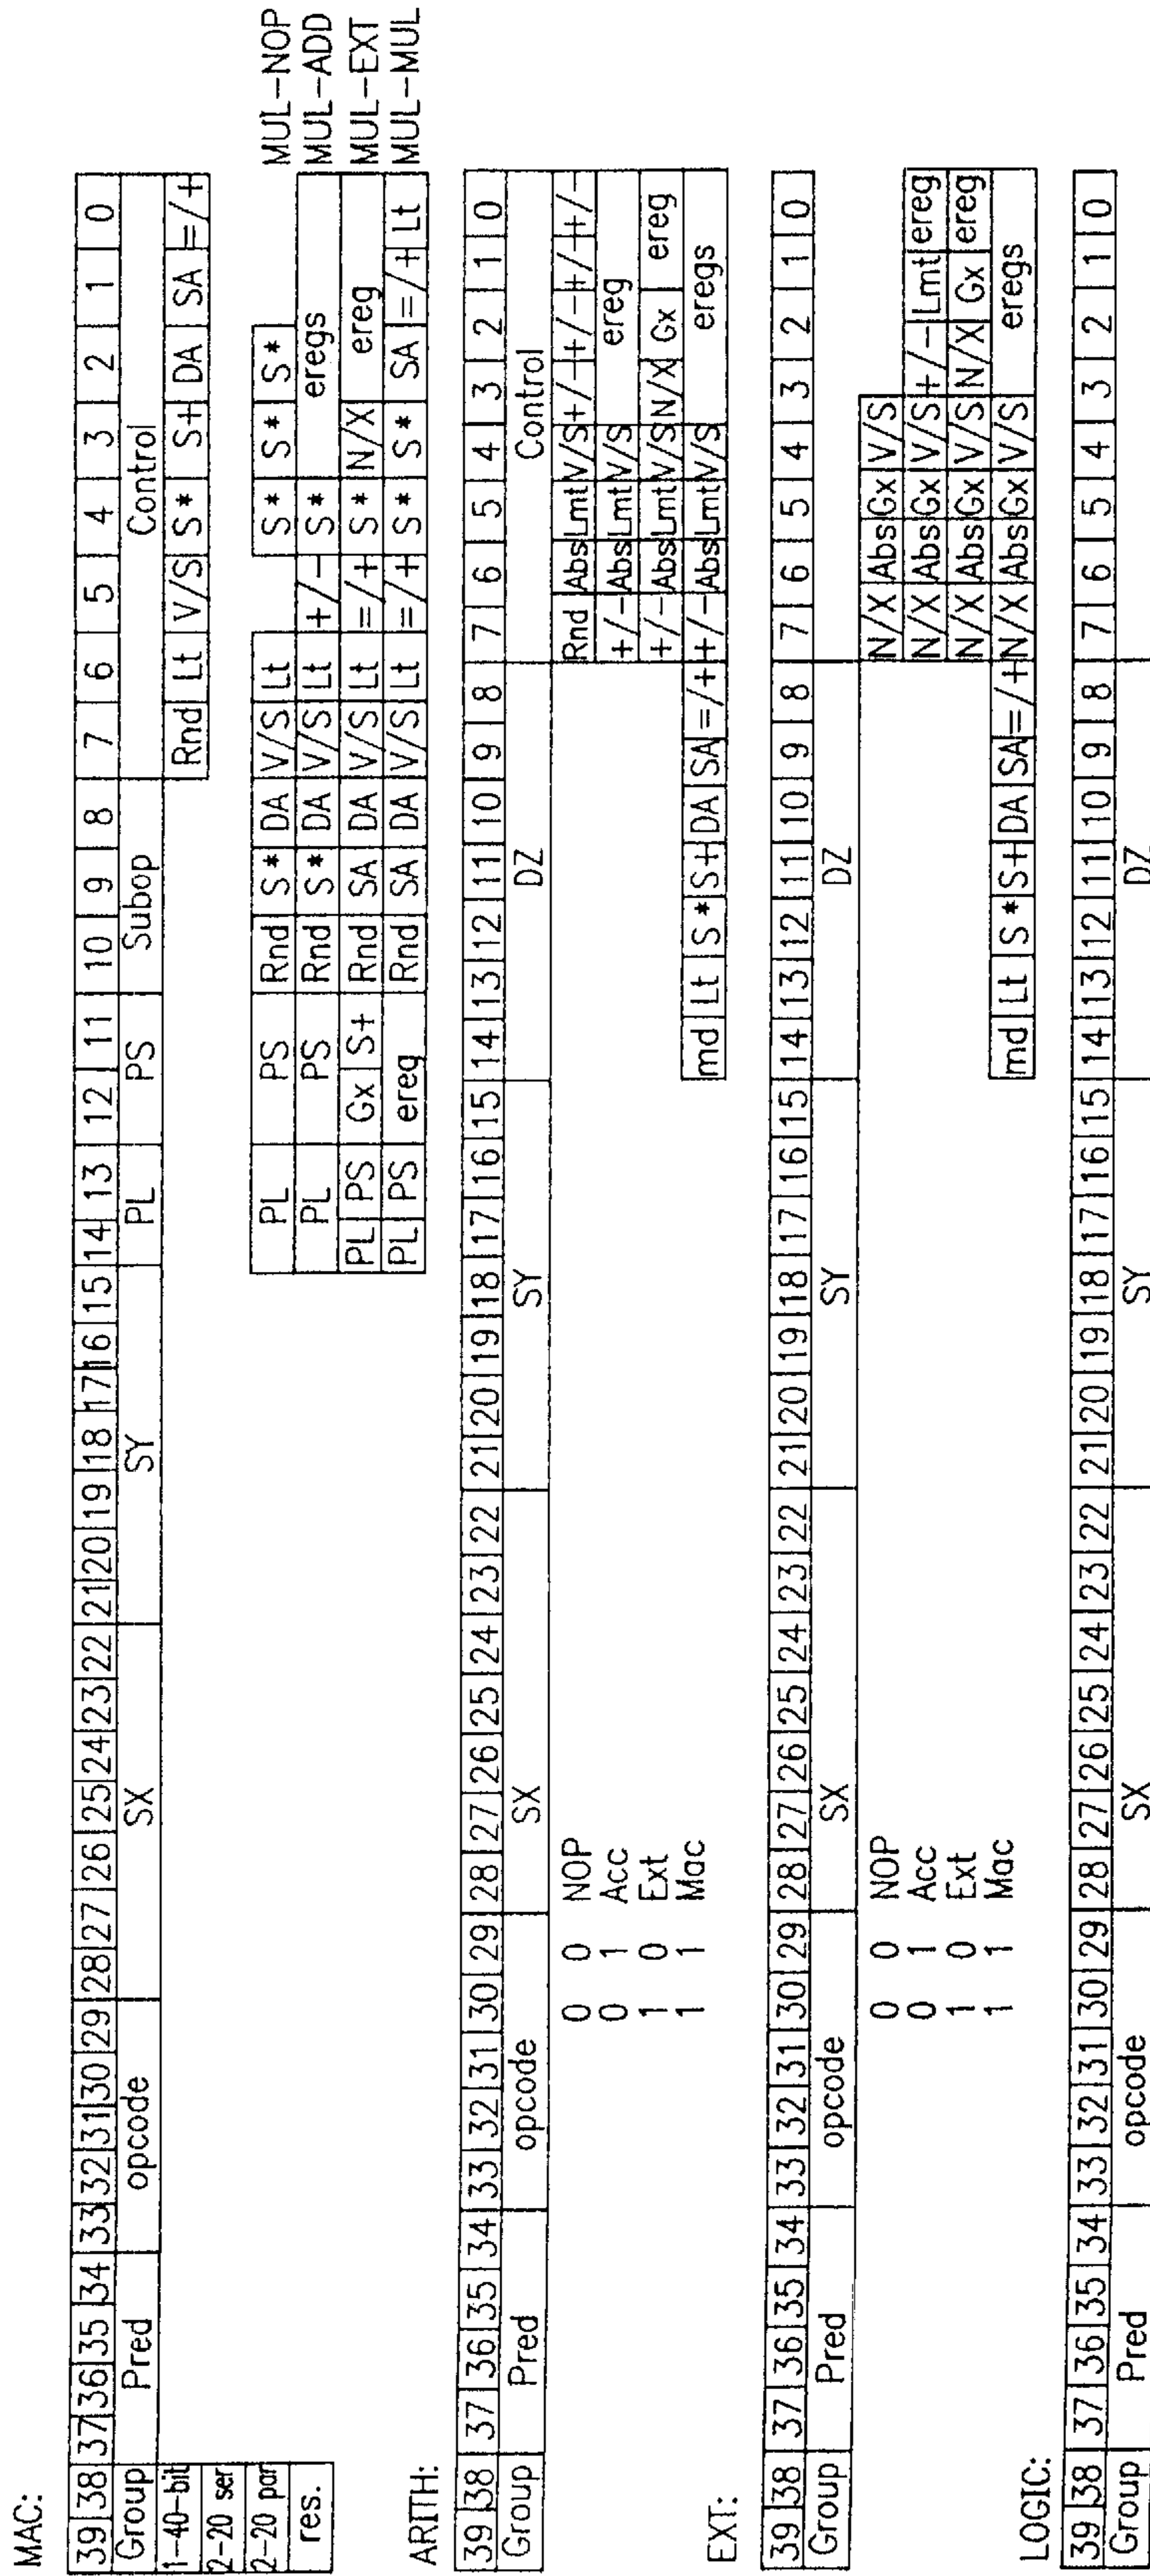 MAC:
39 38 37 36 35 34 33 32 31 30 29 28 27 26 25 24 23 22 21 20 19 18 17 16 15 14 13 12 11 10 9 8 7 6 5 4 3 2 1 0
Group Pred opcode SX SY PL PS Subop Control
1-40-bit Rnd Lt V/S S* S+ DA SA =/+
2-20 ser
2-20 par PL PS Rnd S* DA V/S Lt S* S* S* MUL-NOP
res. PL PS Rnd S* DA V/S Lt +/- S* eregs MUL-ADD
PL PS Gx S+ Rnd SA DA V/S Lt =/+ S* N/X ereg MUL-EXT
PL PS ereg Rnd SA DA V/S Lt =/+ S* S* SA =/+ Lt MUL-MUL
ARITH:
39 38 37 36 35 34 33 32 31 30 29 28 27 26 25 24 23 22 21 20 19 18 17 16 15 14 13 12 11 10 9 8 7 6 5 4 3 2 1 0
Group Pred opcode SX SY DZ Control
0 0 NOP Rnd Abs Lmt V/S +/- +/- +/- +/-
0 1 Acc +/- Abs Lmt V/S ereg
1 0 Ext +/- Abs Lmt V/S N/X Gx ereg
1 1 Mac md Lt S* S+ DA SA =/+ +/- Abs Lmt V/S eregs
EXT:
39 38 37 36 35 34 33 32 31 30 29 28 27 26 25 24 23 22 21 20 19 18 17 16 15 14 13 12 11 10 9 8 7 6 5 4 3 2 1 0
Group Pred opcode SX SY DZ
0 0 NOP N/X Abs Gx V/S
0 1 Acc N/X Abs Gx V/S +/- Lmt ereg
1 0 Ext N/X Abs Gx V/S N/X Gx ereg
1 1 Mac md Lt S* S+ DA SA =/+ N/X Abs Gx V/S eregs
LOGIC:
39 38 37 36 35 34 33 32 31 30 29 28 27 26 25 24 23 22 21 20 19 18 17 16 15 14 13 12 11 10 9 8 7 6 5 4 3 2 1 0
Group Pred opcode SX SY DZ